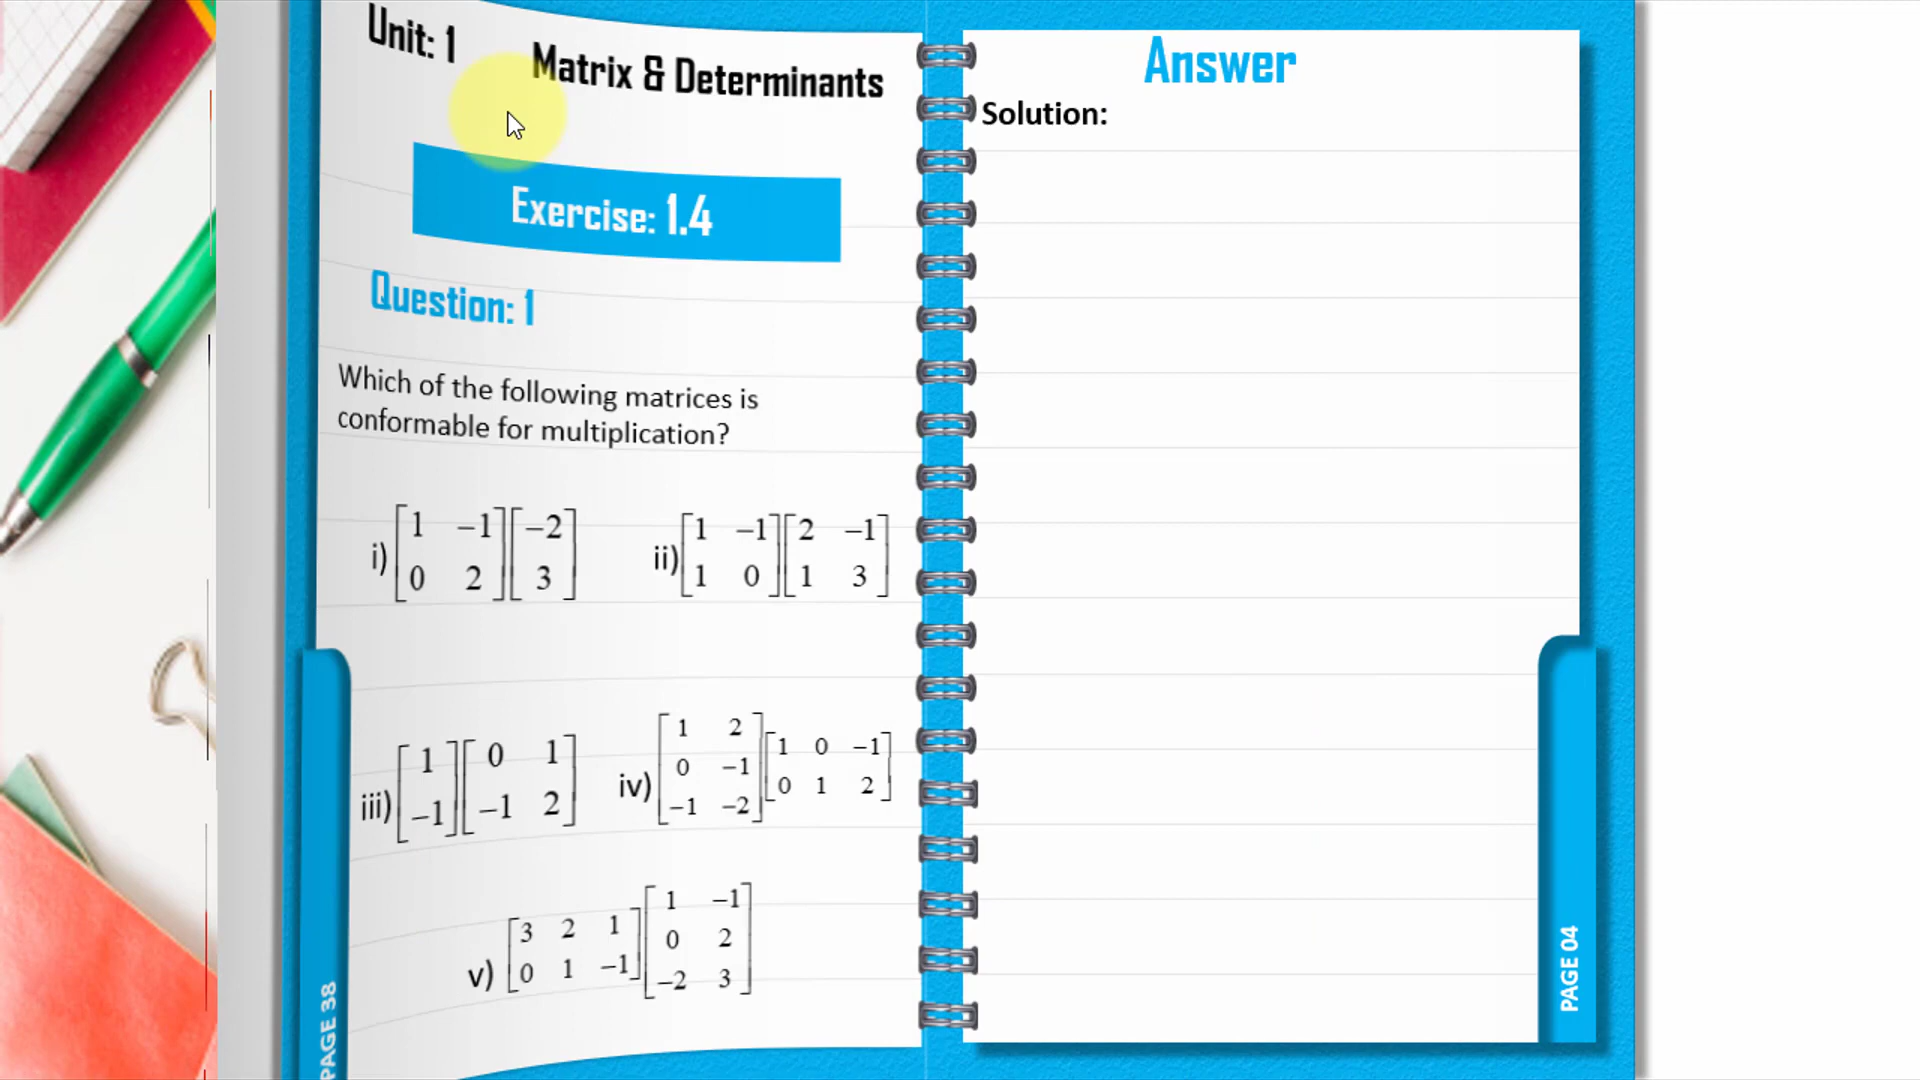 Unit: 1
Matrix & Determinants
Exercise: 1.4
Question: 1
Which of the following matrices is
conformable for multiplication?
i) [1 −1; 0 2] [−2; 3]
ii) [1 −1; 1 0] [2 −1; 1 3]
iii) [1; −1] [0 1; −1 2]
iv) [1 2; 0 −1; −1 −2] [1 0 −1; 0 1 2]
v) [3 2 1; 0 1 −1] [1 −1; 0 2; −2 3]
PAGE 38
Answer
Solution:
PAGE 04